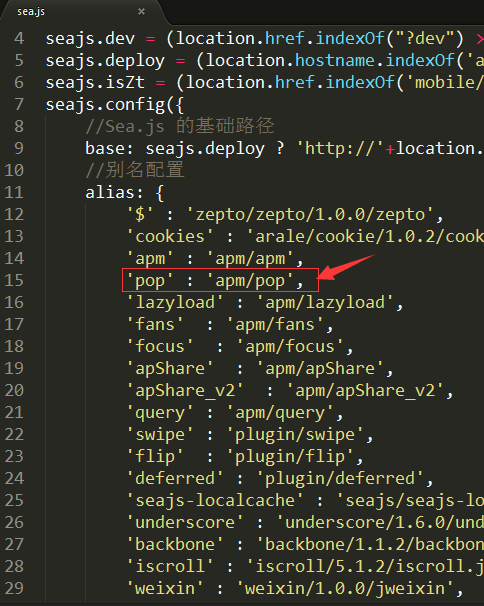 sea.js ×
4 seajs.dev = (location.href.indexOf("?dev") >
5 seajs.deploy = (location.hostname.indexOf('a
6 seajs.isZt = (location.href.indexOf('mobile/
7 seajs.config({
8 //Sea.js 的基础路径
9 base: seajs.deploy ? 'http://'+location.
10 //别名配置
11 alias: {
12 '$' : 'zepto/zepto/1.0.0/zepto',
13 'cookies' : 'arale/cookie/1.0.2/cook
14 'apm' : 'apm/apm',
15 'pop' : 'apm/pop',
16 'lazyload' : 'apm/lazyload',
17 'fans'  : 'apm/fans',
18 'focus'  : 'apm/focus',
19 'apShare'  : 'apm/apShare',
20 'apShare_v2'  : 'apm/apShare_v2',
21 'query' : 'apm/query',
22 'swipe' : 'plugin/swipe',
23 'flip'  : 'plugin/flip',
24 'deferred' : 'plugin/deferred',
25 'seajs-localcache' : 'seajs/seajs-lo
26 'underscore' : 'underscore/1.6.0/und
27 'backbone' : 'backbone/1.1.2/backbon
28 'iscroll' : 'iscroll/5.1.2/iscroll.j
29 'weixin' : 'weixin/1.0.0/jweixin',